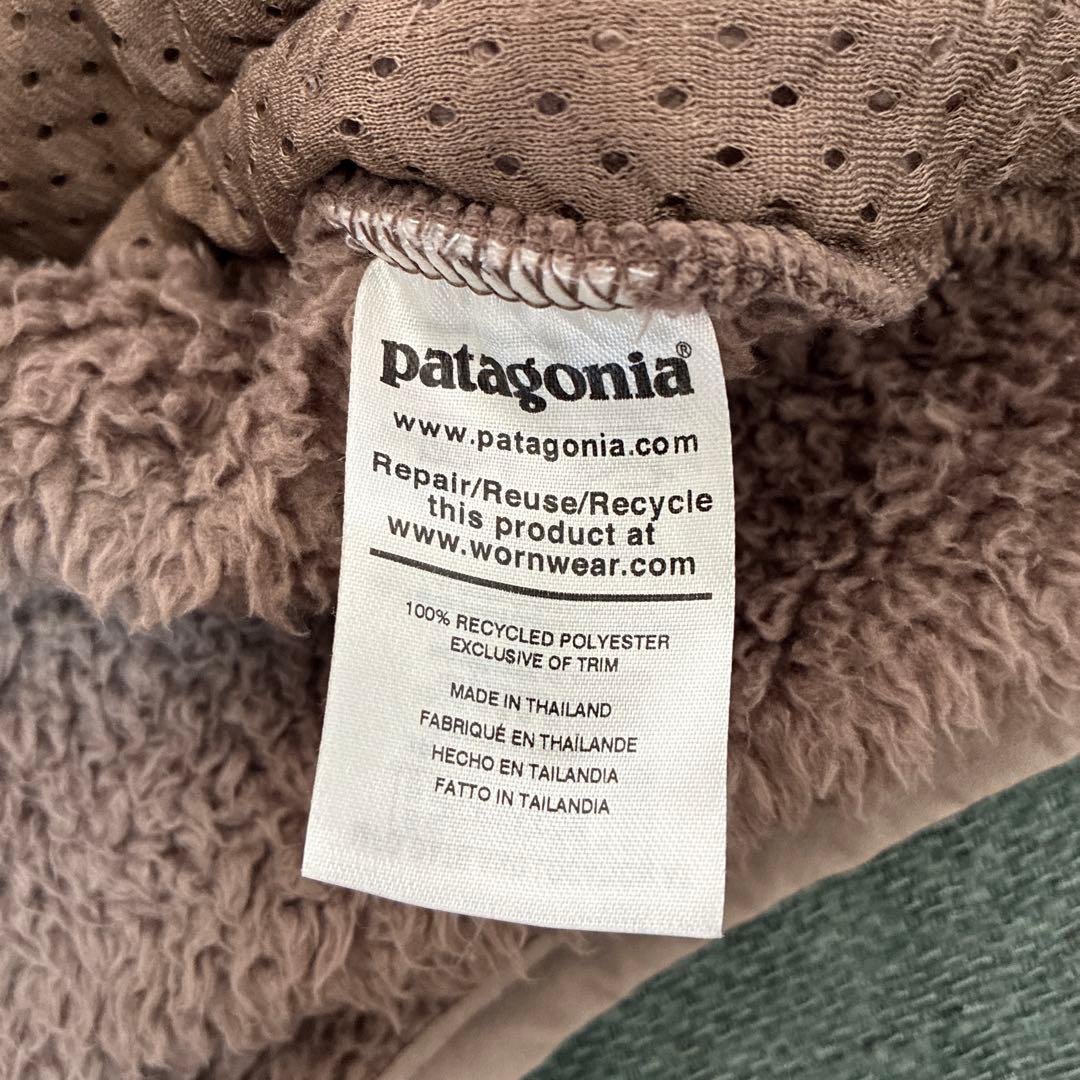 patagonia®
www.patagonia.com
Repair/Reuse/Recycle
this product at
www.wornwear.com
100% RECYCLED POLYESTER
EXCLUSIVE OF TRIM
MADE IN THAILAND
FABRIQUÉ EN THAÏLANDE
HECHO EN TAILANDIA
FATTO IN TAILANDIA